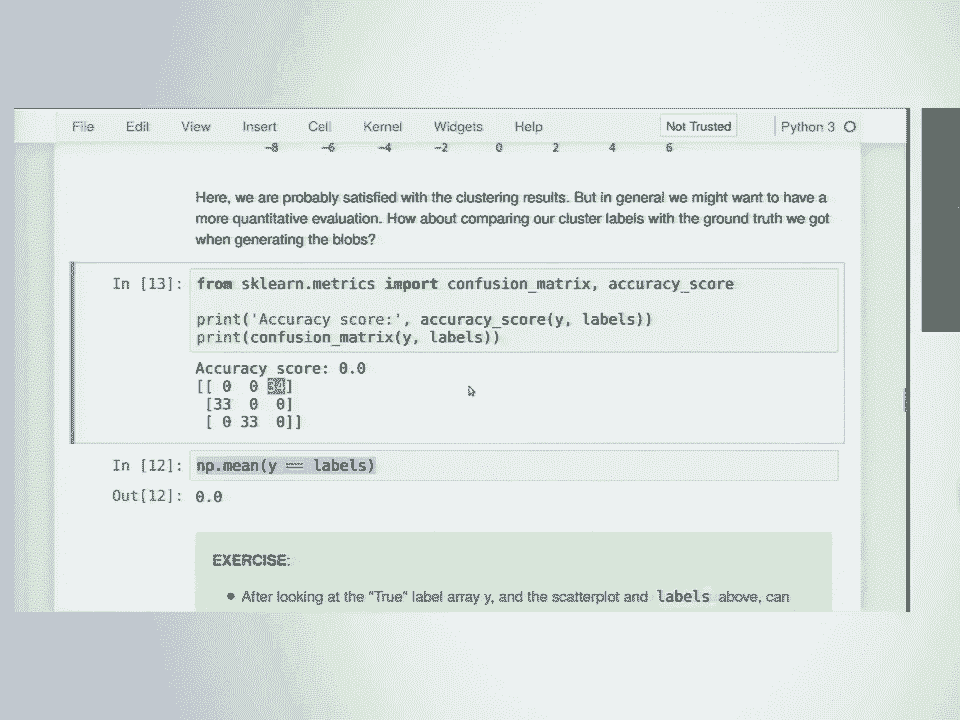 File Edit View Insert Cell Kernel Widgets Help Not Trusted Python 3
-8 -6 -4 -2 0 2 4 6
Here, we are probably satisfied with the clustering results. But in general we might want to have a
more quantitative evaluation. How about comparing our cluster labels with the ground truth we got
when generating the blobs?
In [13]: from sklearn.metrics import confusion_matrix, accuracy_score
print('Accuracy score:', accuracy_score(y, labels))
print(confusion_matrix(y, labels))
Accuracy score: 0.0
[[ 0 0 34]
[33 0 0]
[ 0 33 0]]
In [12]: np.mean(y == labels)
Out[12]: 0.0
EXERCISE:
• After looking at the "True" label array y, and the scatterplot and labels above, can